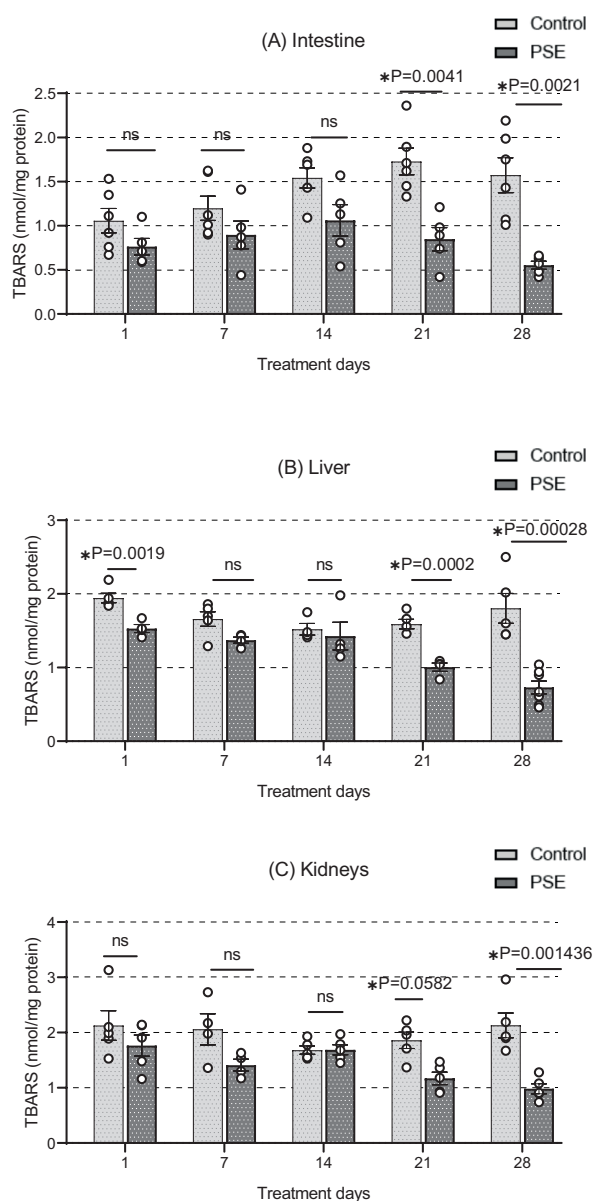 Control
PSE
(A) Intestine
∗P=0.0041
∗P=0.0021
ns
ns
ns
2.5
2.0
1.5
1.0
0.5
0.0
TBARS (nmol/mg protein)
1 7 14 21 28
Treatment days
Control
PSE
(B) Liver
∗P=0.0019
ns
ns
∗P=0.0002
∗P=0.00028
3
2
1
0
TBARS (nmol/mg protein)
1 7 14 21 28
Treatment days
Control
PSE
(C) Kidneys
ns
ns
ns
∗P=0.0582
∗P=0.001436
4
3
2
1
0
TBARS (nmol/mg protein)
1 7 14 21 28
Treatment days